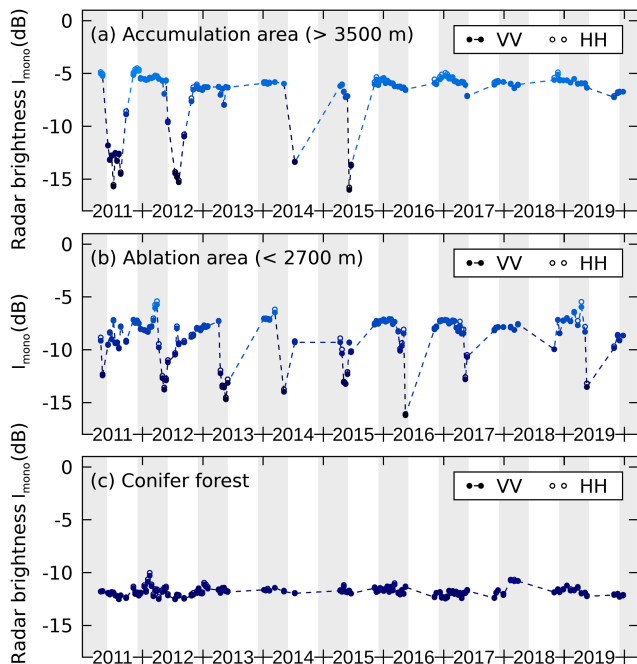 (a) Accumulation area (> 3500 m)
VV HH
Radar brightness I_mono(dB)
0
-5
-10
-15
2011 2012 2013 2014 2015 2016 2017 2018 2019
(b) Ablation area (< 2700 m)
VV HH
I_mono(dB)
0
-5
-10
-15
2011 2012 2013 2014 2015 2016 2017 2018 2019
(c) Conifer forest
VV HH
Radar brightness I_mono(dB)
0
-5
-10
-15
2011 2012 2013 2014 2015 2016 2017 2018 2019